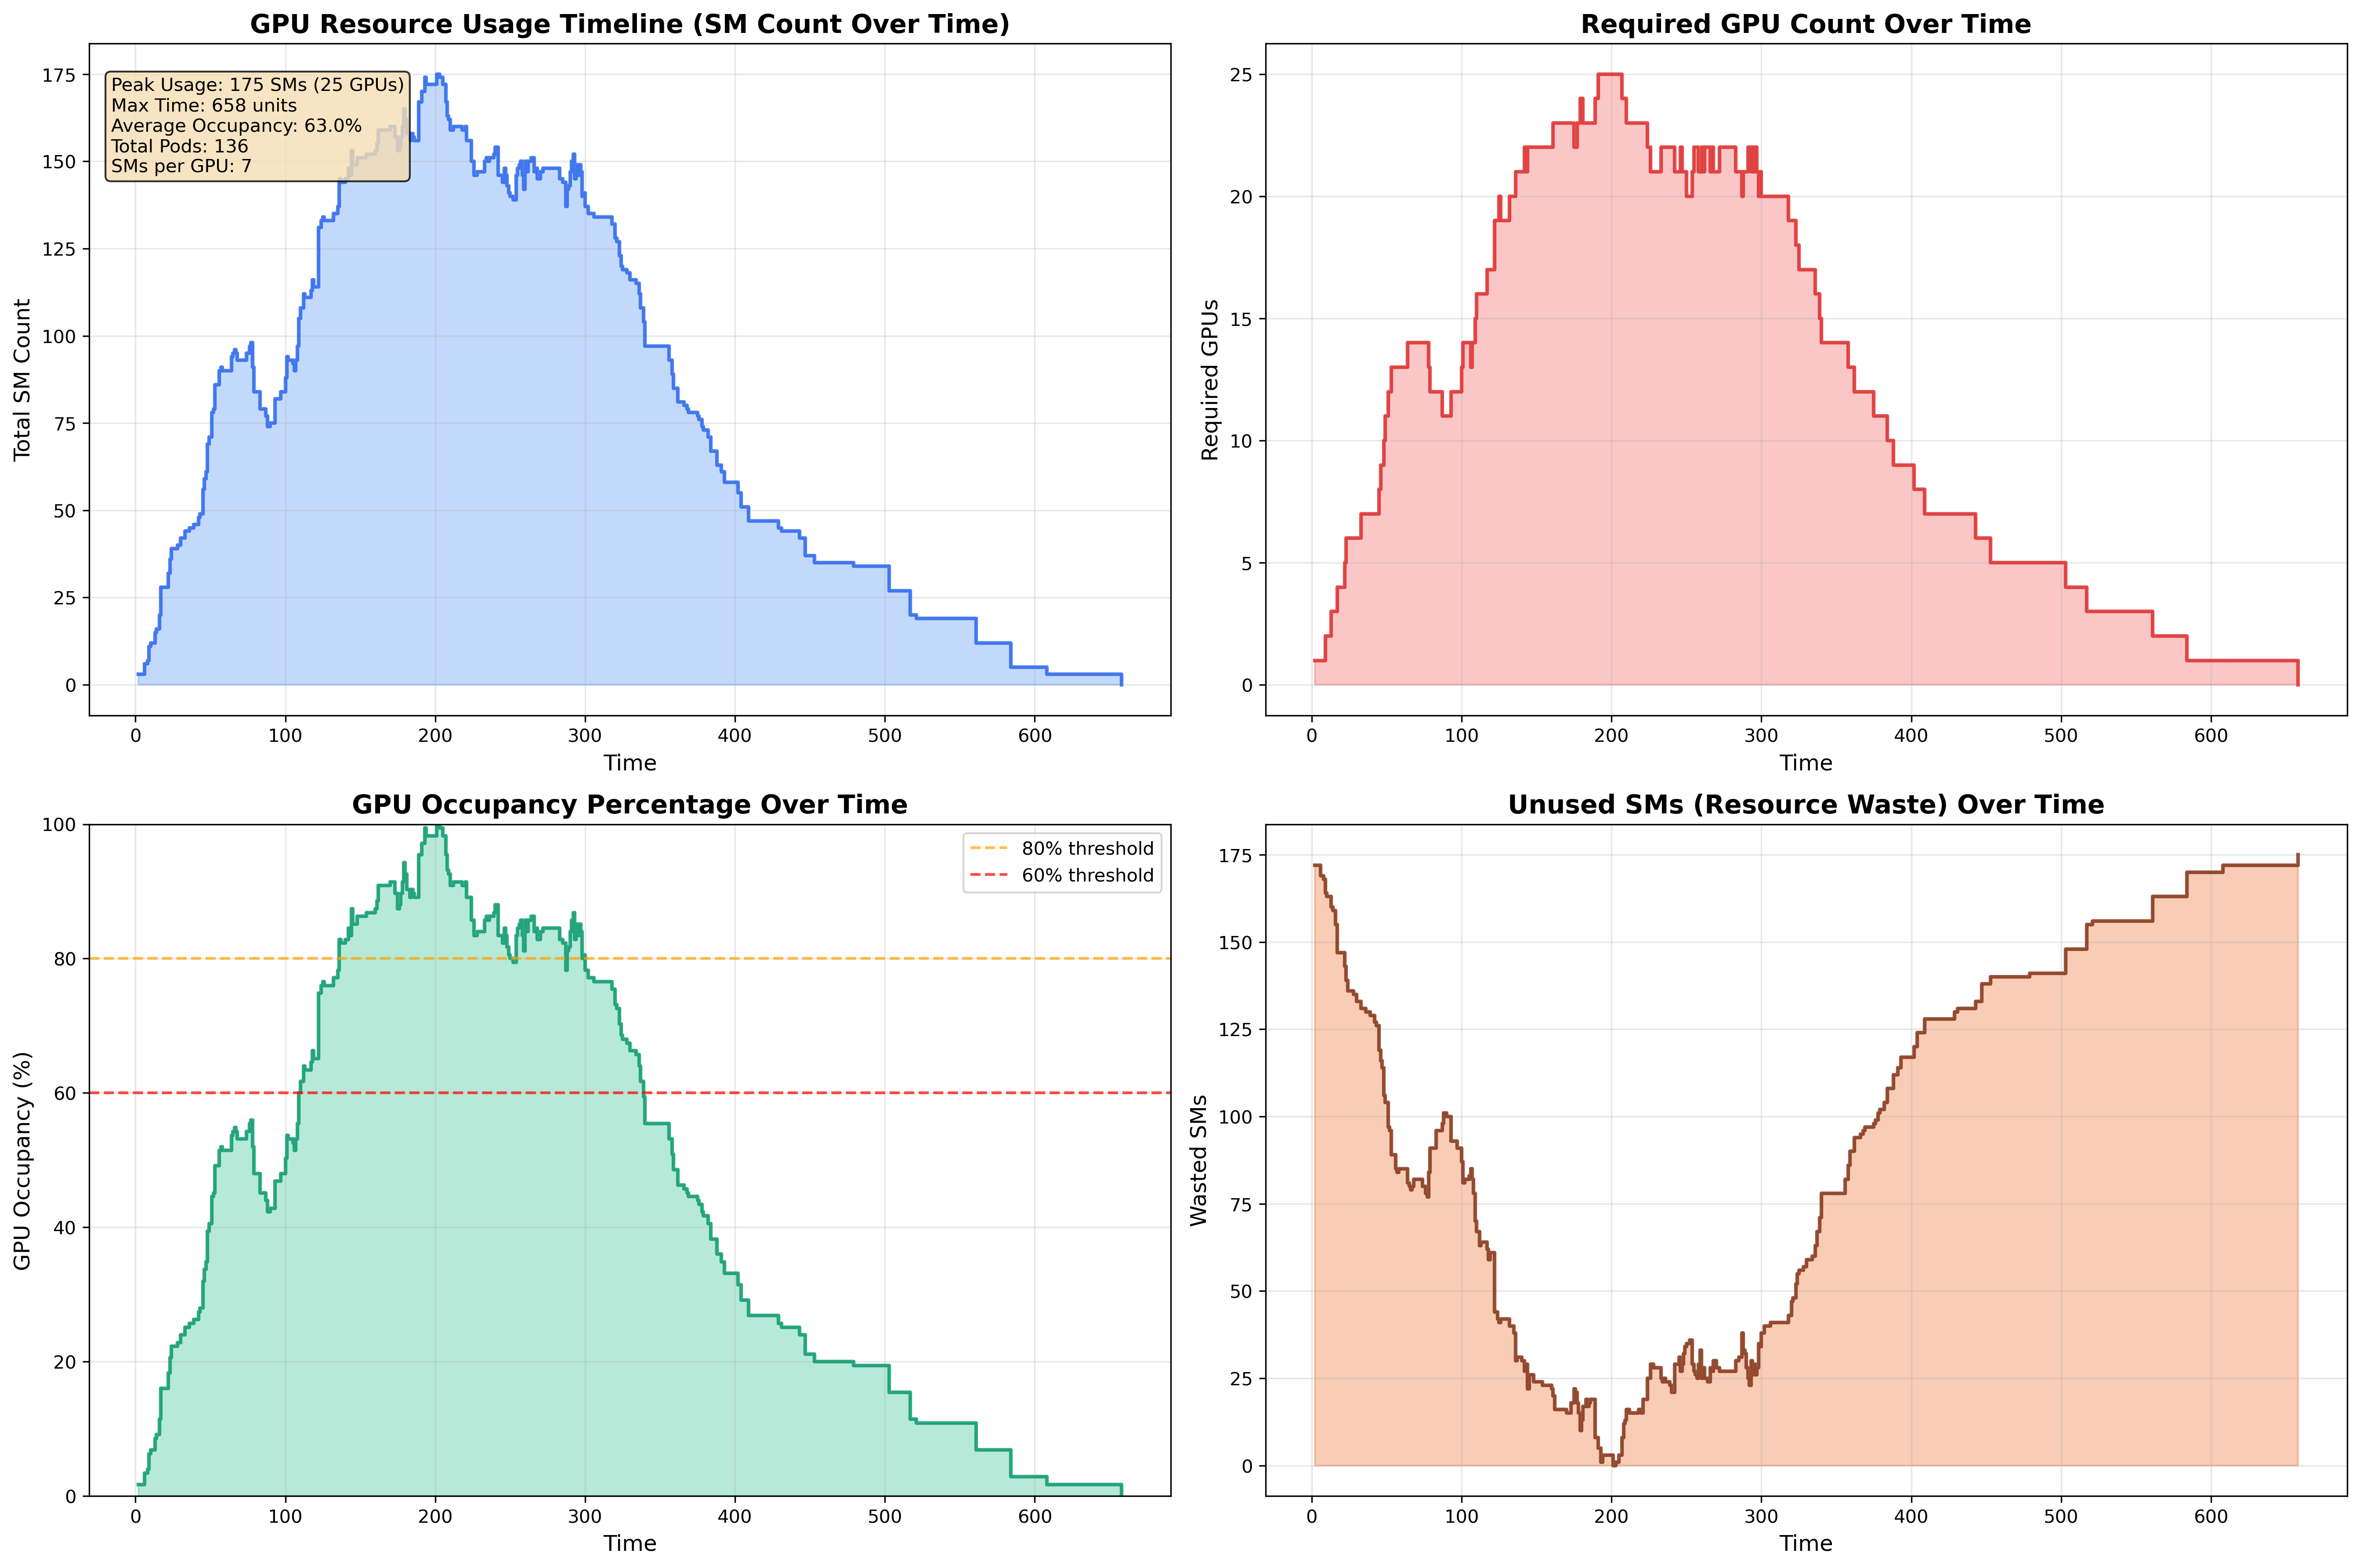 GPU Resource Usage Timeline (SM Count Over Time)
Peak Usage: 175 SMs (25 GPUs)
Max Time: 658 units
Average Occupancy: 63.0%
Total Pods: 136
SMs per GPU: 7
Total SM Count
175
150
125
100
75
50
25
0
0 100 200 300 400 500 600
Time
Required GPU Count Over Time
Required GPUs
25
20
15
10
5
0
0 100 200 300 400 500 600
Time
GPU Occupancy Percentage Over Time
80% threshold
60% threshold
GPU Occupancy (%)
100
80
60
40
20
0
0 100 200 300 400 500 600
Time
Unused SMs (Resource Waste) Over Time
Wasted SMs
175
150
125
100
75
50
25
0
0 100 200 300 400 500 600
Time